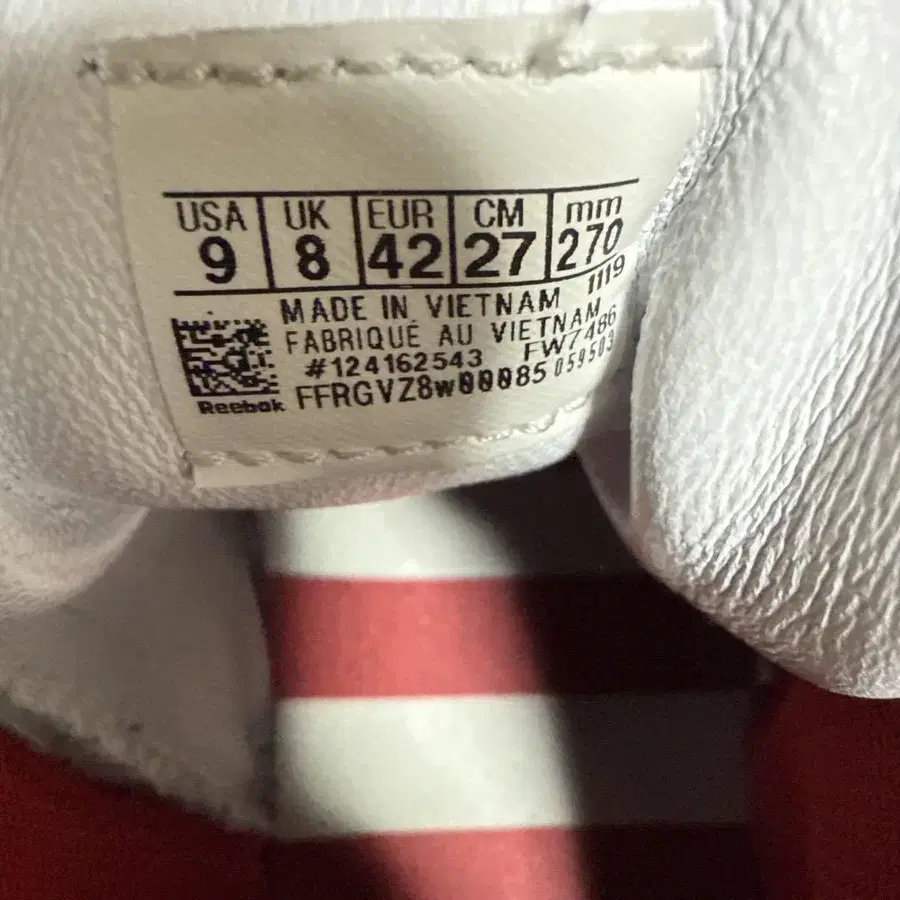 USA UK EUR CM mm
9 8 42 27 270
1119
MADE IN VIETNAM
FABRIQUÉ AU VIETNAM
#124162543 FW7486
FFRGVZ8w00085 059503
Reebok